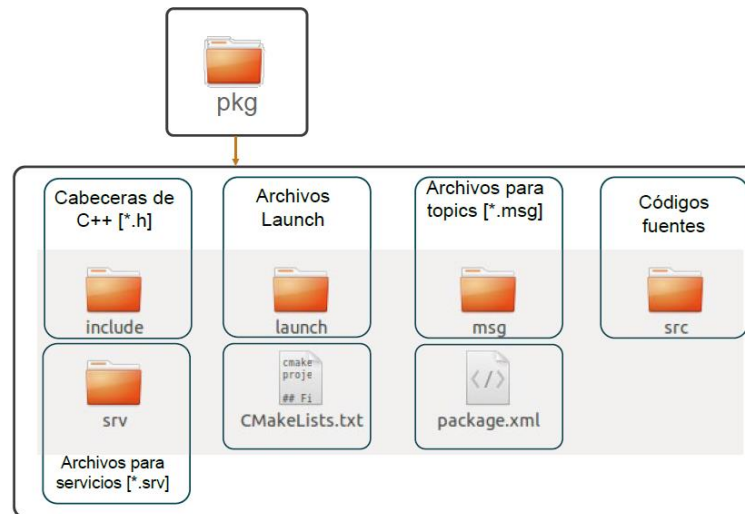 pkg
Cabeceras de
C++ [*.h]
include
Archivos
Launch
launch
Archivos para
topics [*.msg]
msg
Códigos
fuentes
src
srv
Archivos para
servicios [*.srv]
cmake
proje
## Fi
CMakeLists.txt
</>
package.xml